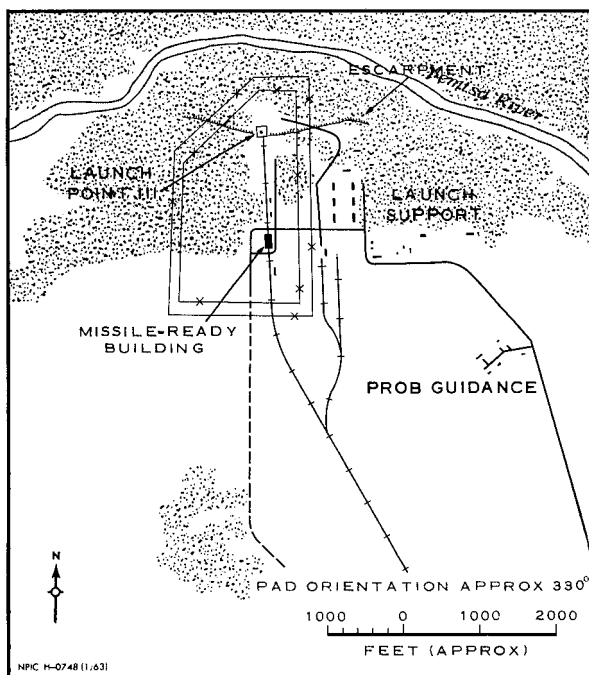 ESCARPMENT
Yemtsa River
LAUNCH
POINT III
LAUNCH
SUPPORT
MISSILE-READY
BUILDING
PROB GUIDANCE
N
PAD ORIENTATION APPROX 330°
1000 0 1000 2000
FEET (APPROX)
NPIC H-0748 (1/63)